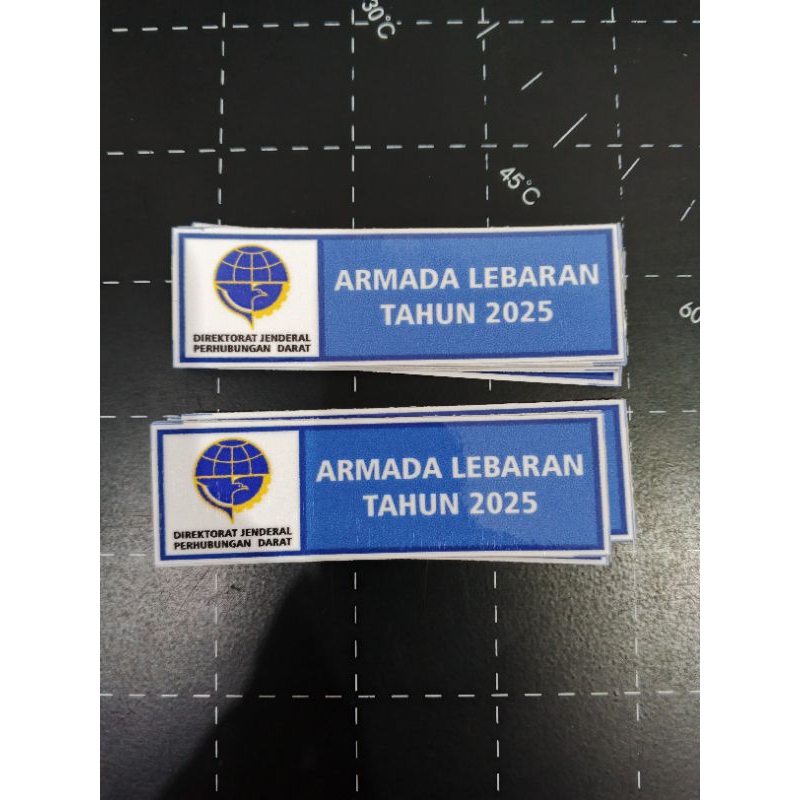 30°C
45°C
60
ARMADA LEBARAN
TAHUN 2025
DIREKTORAT JENDERAL
PERHUBUNGAN DARAT
ARMADA LEBARAN
TAHUN 2025
DIREKTORAT JENDERAL
PERHUBUNGAN DARAT